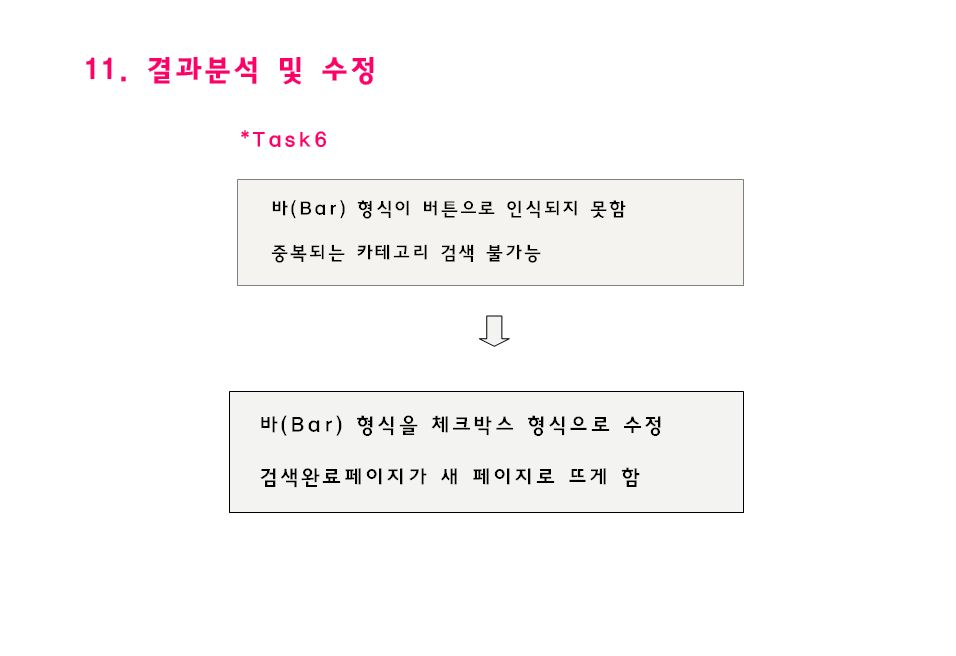 11. 결과분석 및 수정
*Task6
바(Bar) 형식이 버튼으로 인식되지 못함
중복되는 카테고리 검색 불가능
바(Bar) 형식을 체크박스 형식으로 수정
검색완료페이지가 새 페이지로 뜨게 함